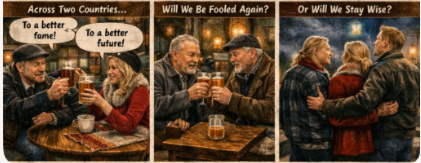 Across Two Countries...
To a better
fame!
To a better
future!
Will We Be Fooled Again?
Or Will We Stay Wise?